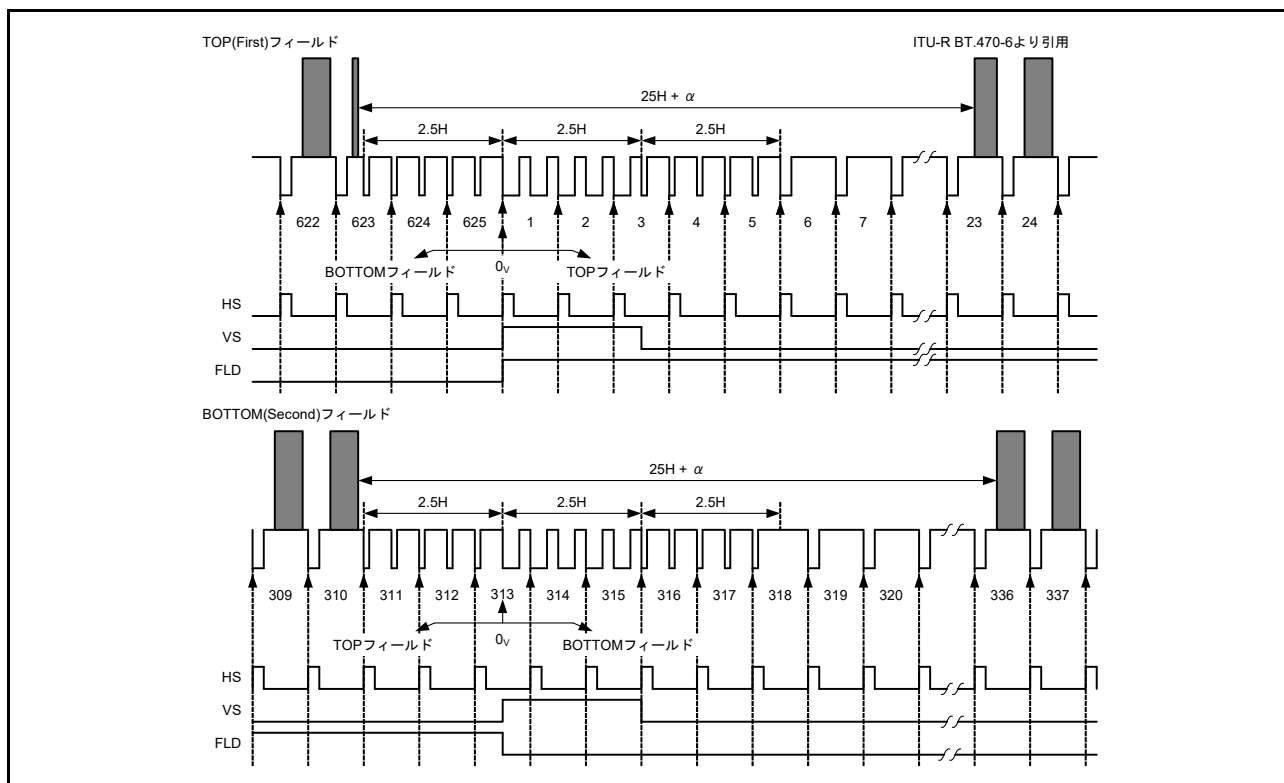 TOP(First)フィールド
ITU-R BT.470-6より引用
25H + α
2.5H 2.5H 2.5H
622 623 624 625 1 2 3 4 5 6 7 23 24
BOTTOMフィールド 0V TOPフィールド
HS
VS
FLD
BOTTOM(Second)フィールド
25H + α
2.5H 2.5H 2.5H
309 310 311 312 313 314 315 316 317 318 319 320 336 337
TOPフィールド 0V BOTTOMフィールド
HS
VS
FLD